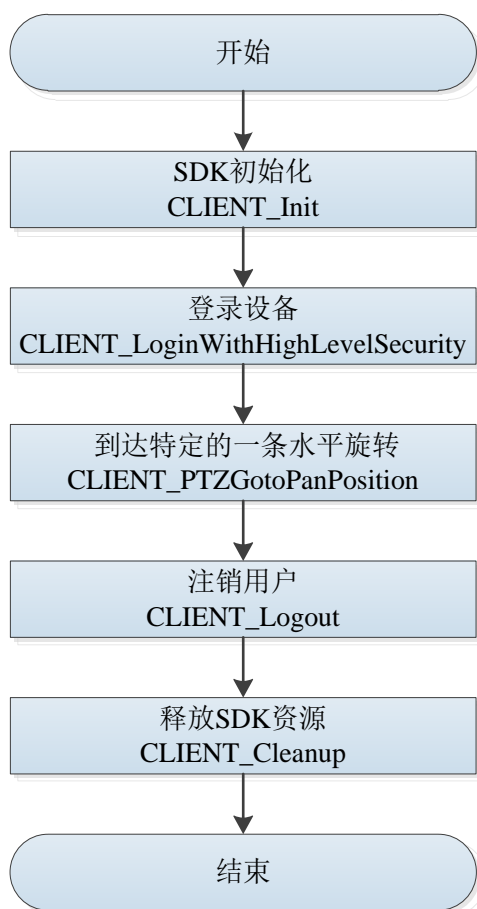 开始
SDK初始化
CLIENT_Init
登录设备
CLIENT_LoginWithHighLevelSecurity
到达特定的一条水平旋转
CLIENT_PTZGotoPanPosition
注销用户
CLIENT_Logout
释放SDK资源
CLIENT_Cleanup
结束